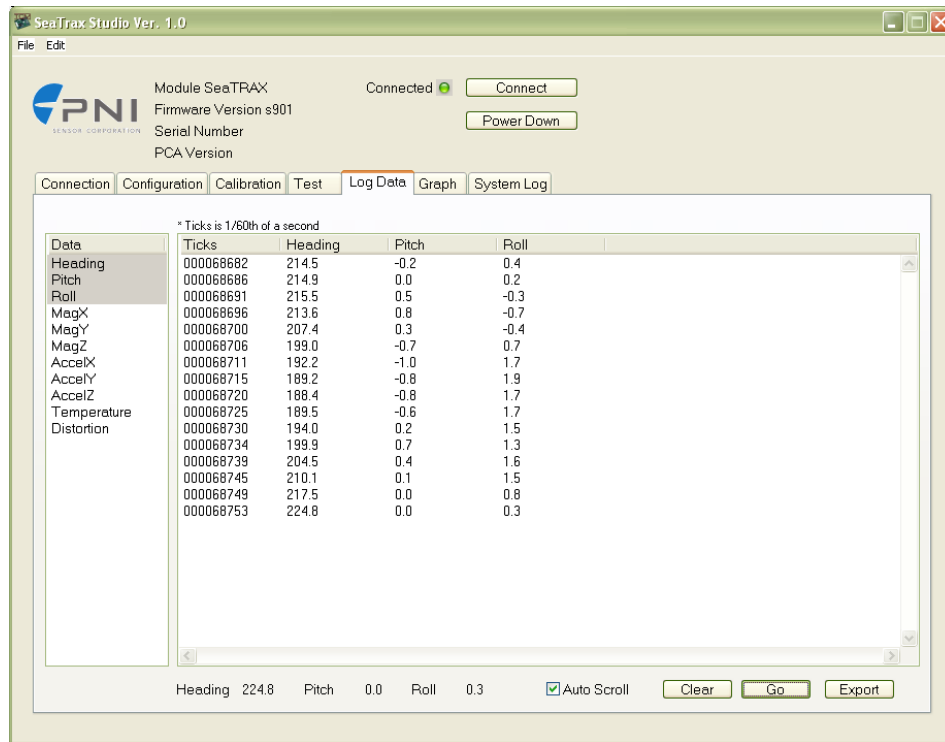 SeaTrax Studio Ver. 1.0
File Edit
PNI
SENSOR CORPORATION
Module SeaTRAX
Firmware Version s901
Serial Number
PCA Version
Connected
Connect
Power Down
Connection Configuration Calibration Test Log Data Graph System Log
* Ticks is 1/60th of a second
Data
Heading
Pitch
Roll
MagX
MagY
MagZ
AccelX
AccelY
AccelZ
Temperature
Distortion
Ticks Heading Pitch Roll
000068682 214.5 -0.2 0.4
000068686 214.9 0.0 0.2
000068691 215.5 0.5 -0.3
000068696 213.6 0.8 -0.7
000068700 207.4 0.3 -0.4
000068706 199.0 -0.7 0.7
000068711 192.2 -1.0 1.7
000068715 189.2 -0.8 1.9
000068720 188.4 -0.8 1.7
000068725 189.5 -0.6 1.7
000068730 194.0 0.2 1.5
000068734 199.9 0.7 1.3
000068739 204.5 0.4 1.6
000068745 210.1 0.1 1.5
000068749 217.5 0.0 0.8
000068753 224.8 0.0 0.3
Heading 224.8 Pitch 0.0 Roll 0.3 Auto Scroll Clear Go Export